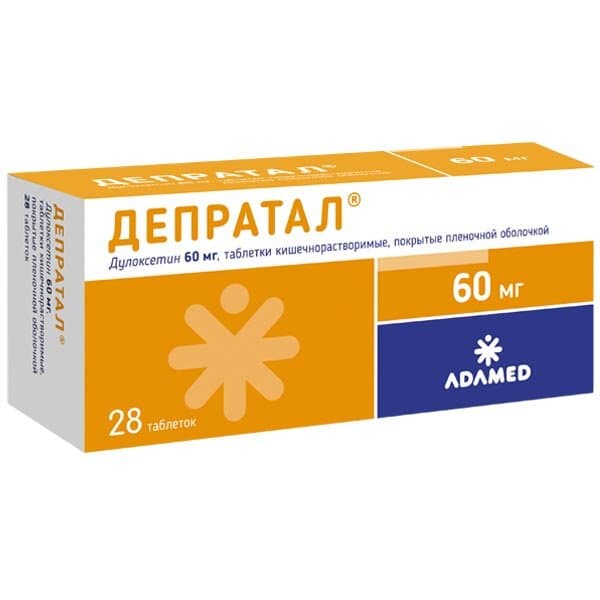 ДЕПРАТАЛ
60 мг
ДЕПРАТАЛ®
Дулоксетин 60 мг, таблетки кишечнорастворимые, покрытые пленочной оболочкой
60 мг
ADAMED
28 таблеток
ДЕПРАТАЛ®
Дулоксетин 60 мг,
таблетки кишечнорастворимые,
покрытые пленочной оболочкой
28 таблеток